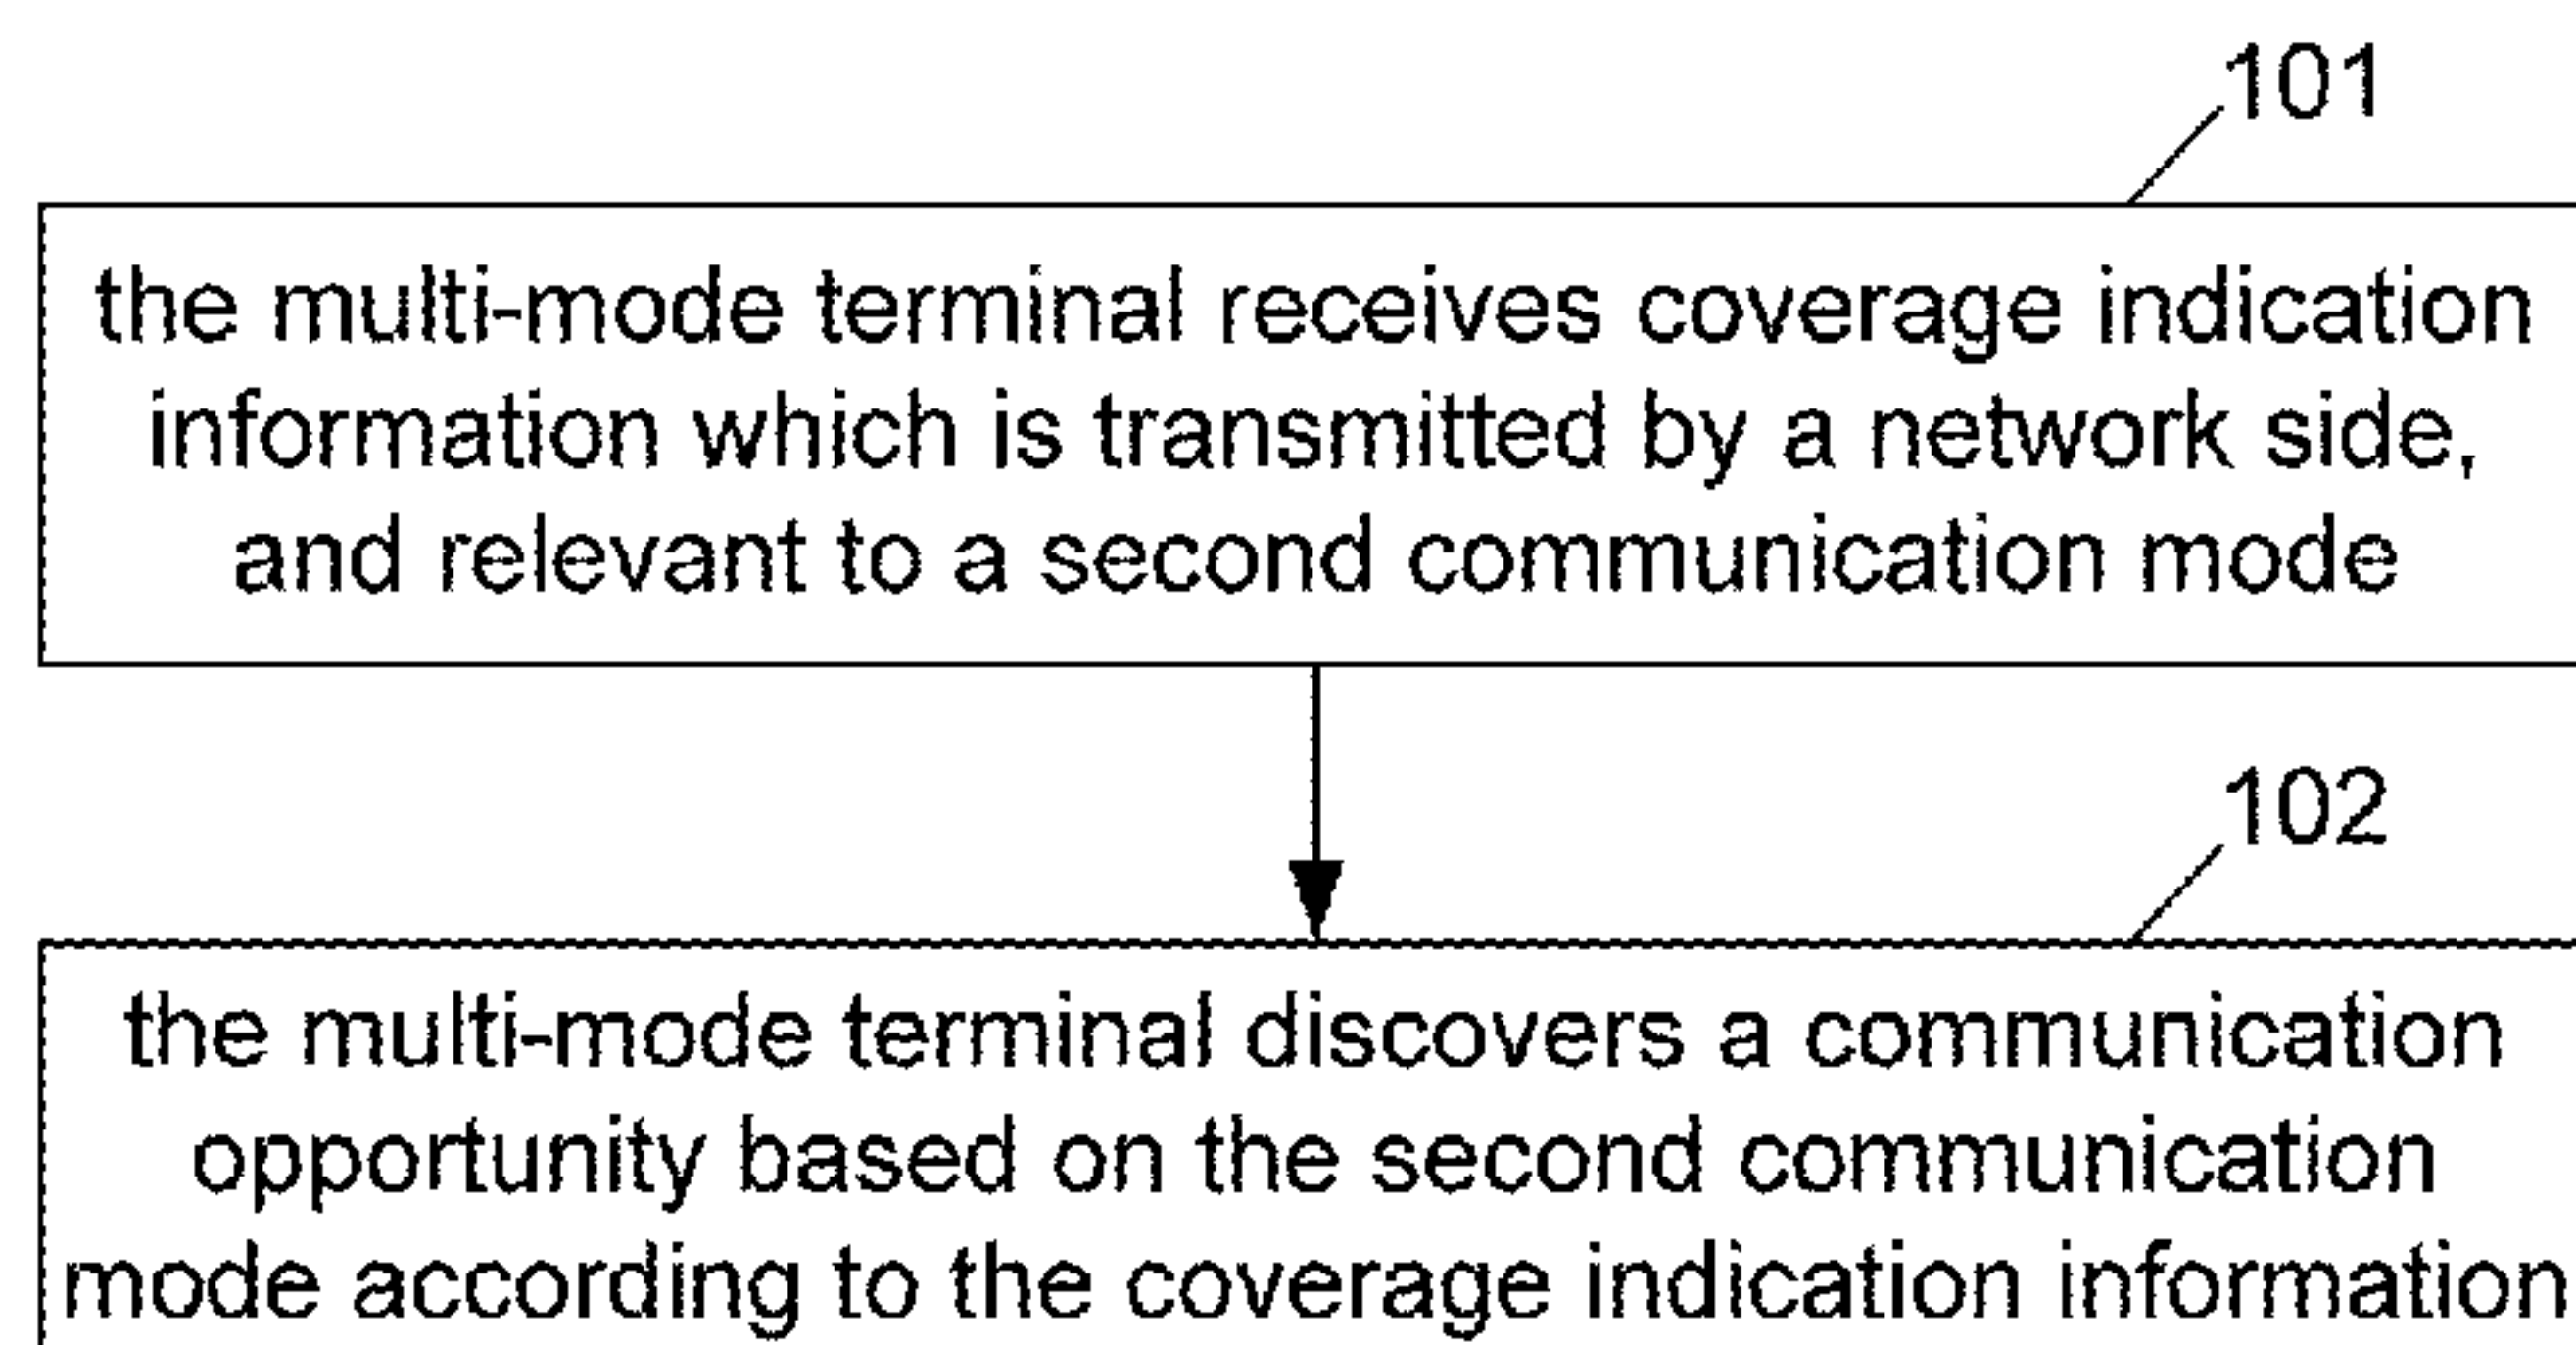 101
the multi-mode terminal receives coverage indication
information which is transmitted by a network side,
and relevant to a second communication mode
102
the multi-mode terminal discovers a communication
opportunity based on the second communication
mode according to the coverage indication information